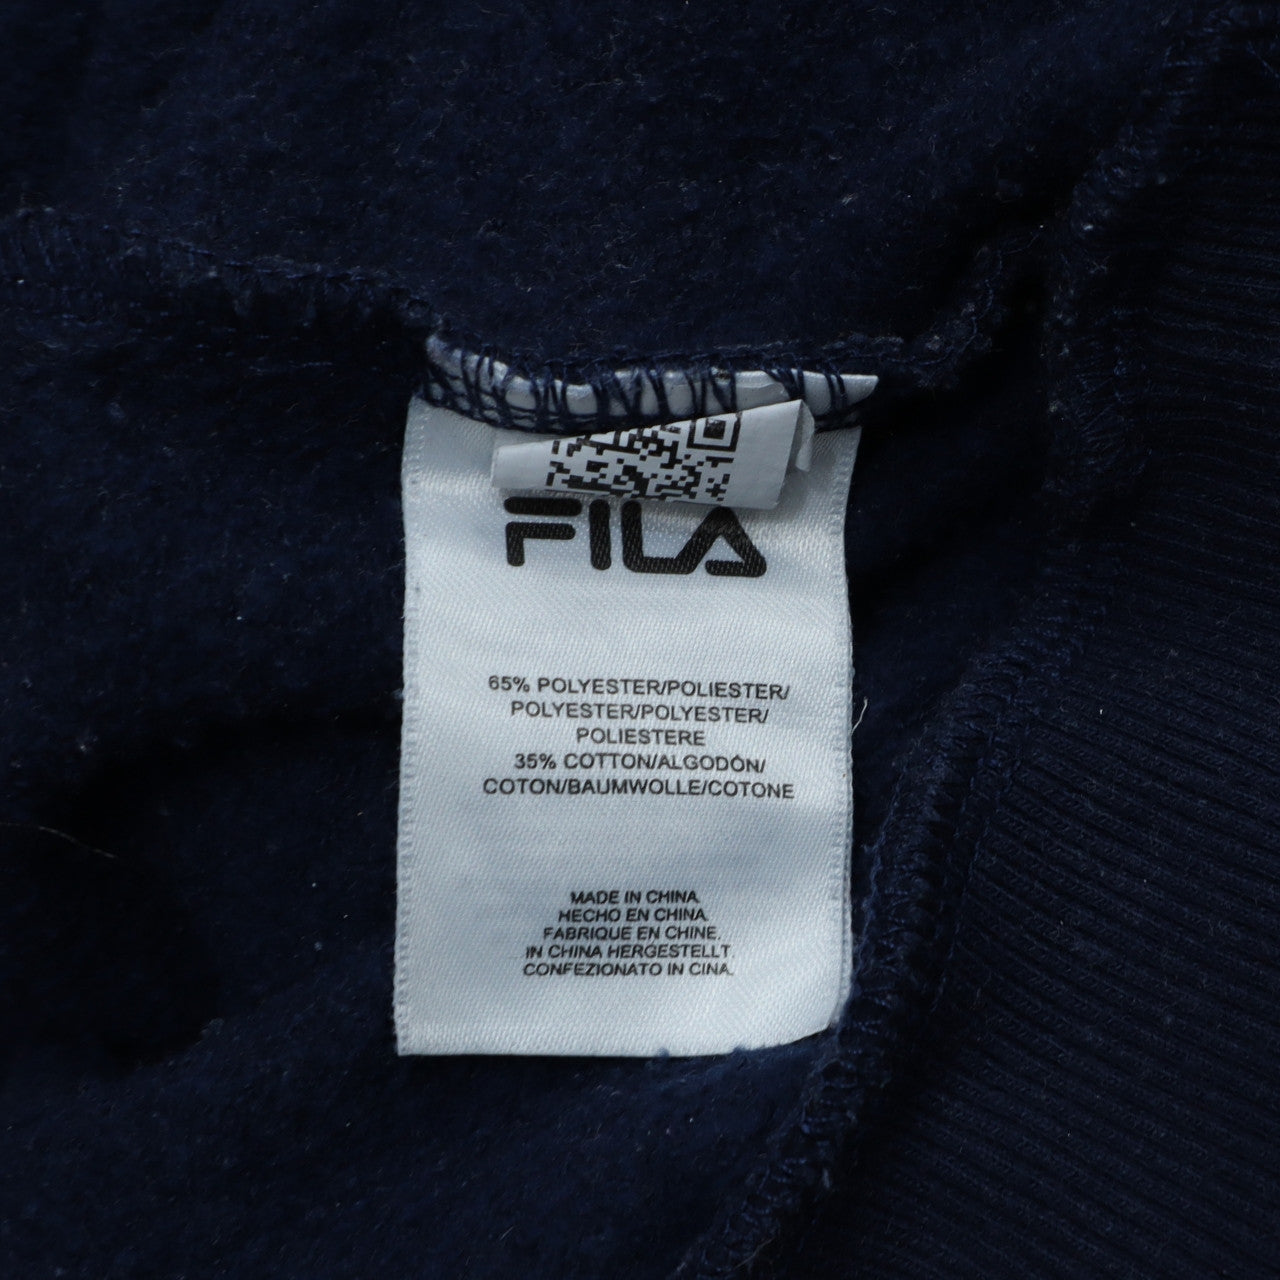 FILA
65% POLYESTER/POLIESTER/
POLYESTER/POLYESTER/
POLIESTERE
35% COTTON/ALGODÓN/
COTON/BAUMWOLLE/COTONE
MADE IN CHINA.
HECHO EN CHINA.
FABRIQUE EN CHINE.
IN CHINA HERGESTELLT.
CONFEZIONATO IN CINA.